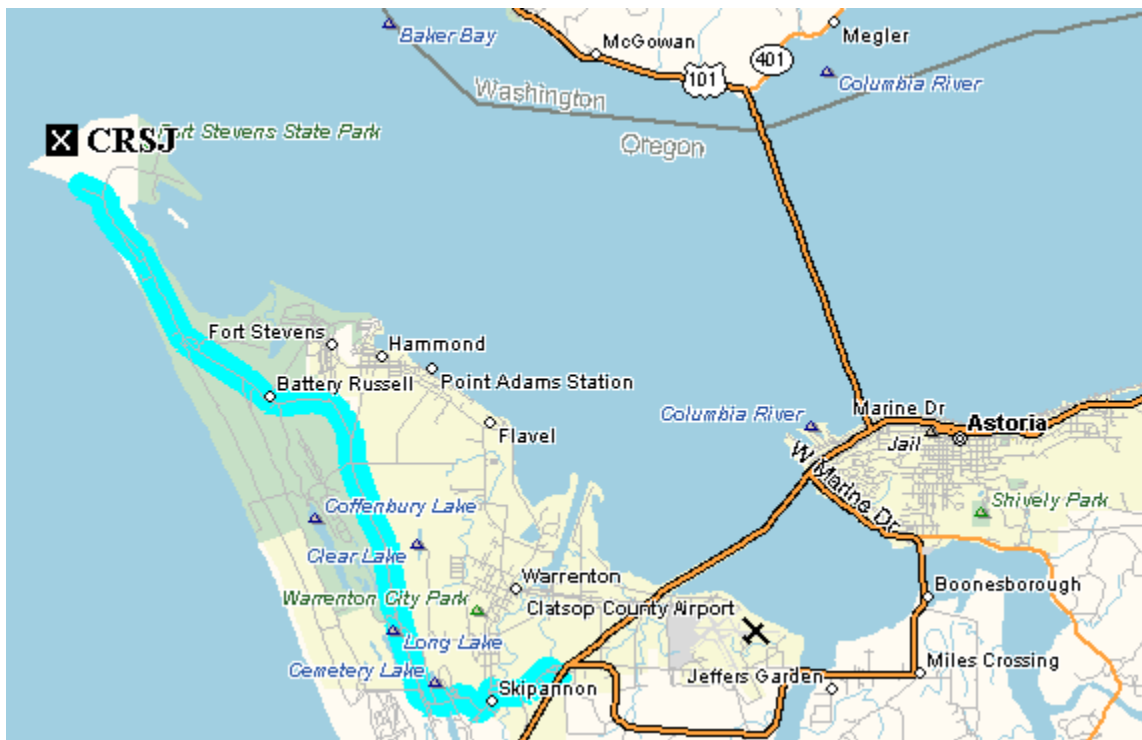 Baker Bay
McGowan
Megler
401
101
Columbia River
Washington
Oregon
Fort Stevens State Park
CRSJ
Fort Stevens
Hammond
Battery Russell
Point Adams Station
Flavel
Columbia River
Marine Dr
Astoria
Jail
W Marine Dr
Coffenbury Lake
Shively Park
Clear Lake
Warrenton
Boonesborough
Warrenton City Park
Clatsop County Airport
Long Lake
Cemetery Lake
Miles Crossing
Jeffers Garden
Skipannon